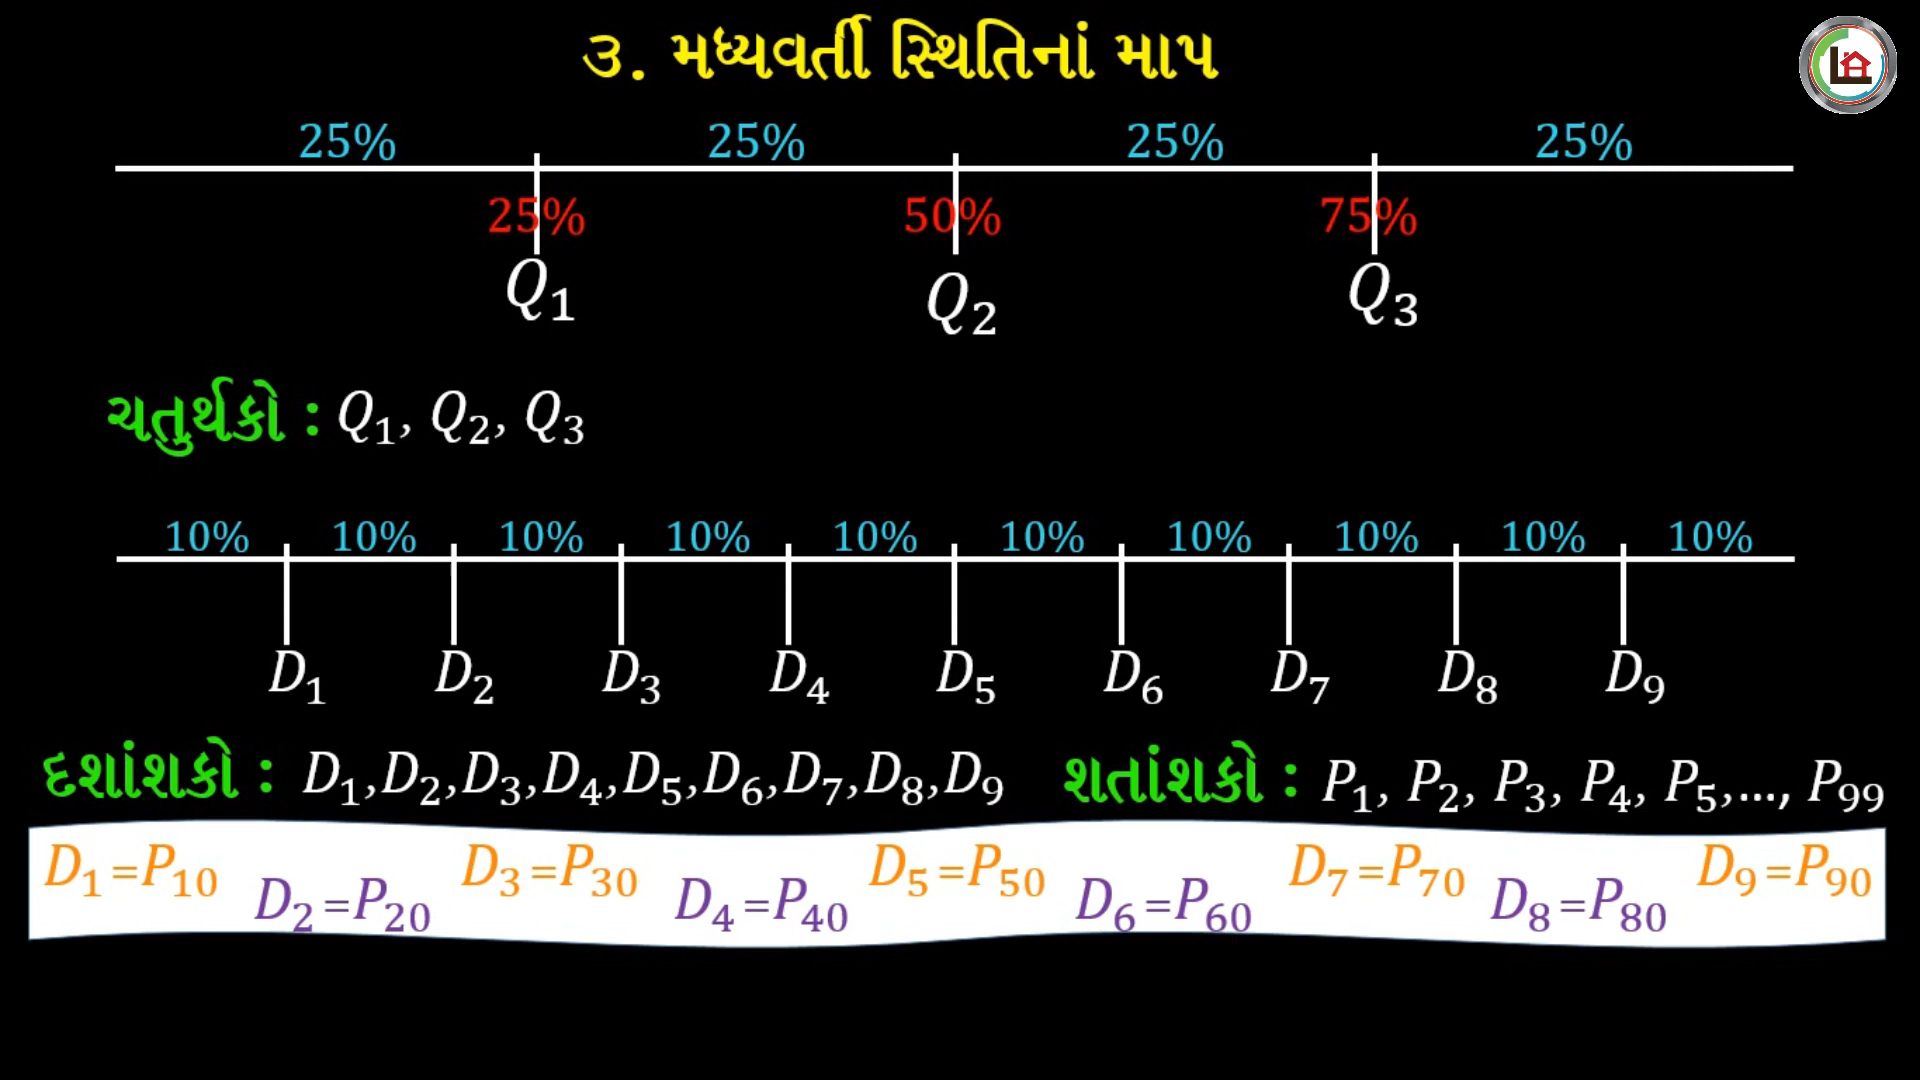 ૩. મધ્યવર્તી સ્થિતિનાં માપ
25% 25% 25% 25%
25% 50% 75%
Q₁ Q₂ Q₃
ચતુર્થકો : Q₁, Q₂, Q₃
10% 10% 10% 10% 10% 10% 10% 10% 10% 10%
D₁ D₂ D₃ D₄ D₅ D₆ D₇ D₈ D₉
દશાંશકો : D₁,D₂,D₃,D₄,D₅,D₆,D₇,D₈,D₉ શતાંશકો : P₁, P₂, P₃, P₄, P₅,..., P₉₉
D₁=P₁₀ D₂=P₂₀ D₃=P₃₀ D₄=P₄₀ D₅=P₅₀ D₆=P₆₀ D₇=P₇₀ D₈=P₈₀ D₉=P₉₀